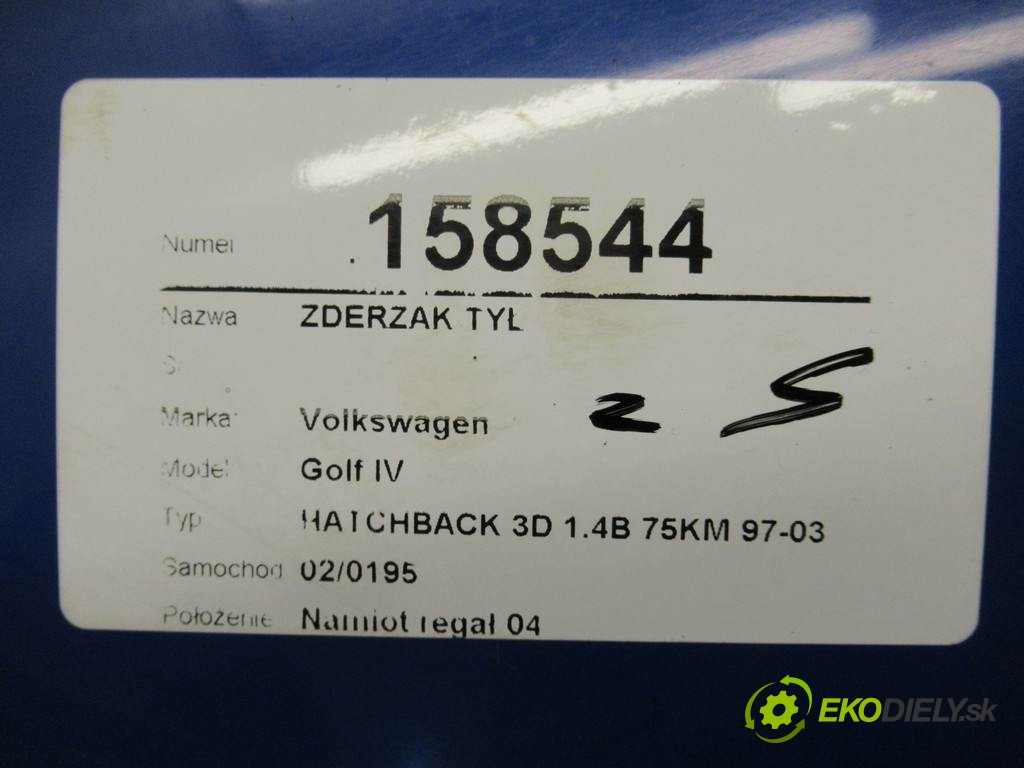 Numer 158544
Nazwa ZDERZAK TYŁ
Marka Volkswagen
2 S
Model Golf IV
Typ HATCHBACK 3D 1.4B 75KM 97-03
Samochod 02/0195
Położenie Namiot regał 04
EKODIELY.sk